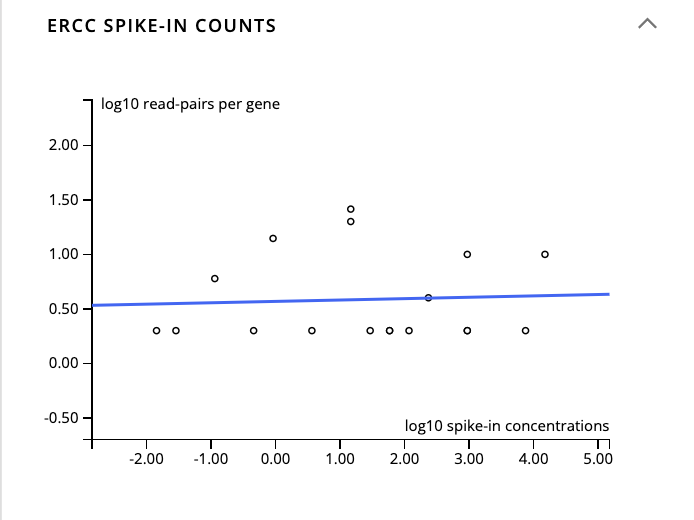 ERCC SPIKE-IN COUNTS
log10 read-pairs per gene
2.00
1.50
1.00
0.50
0.00
-0.50
log10 spike-in concentrations
-2.00 -1.00 0.00 1.00 2.00 3.00 4.00 5.00